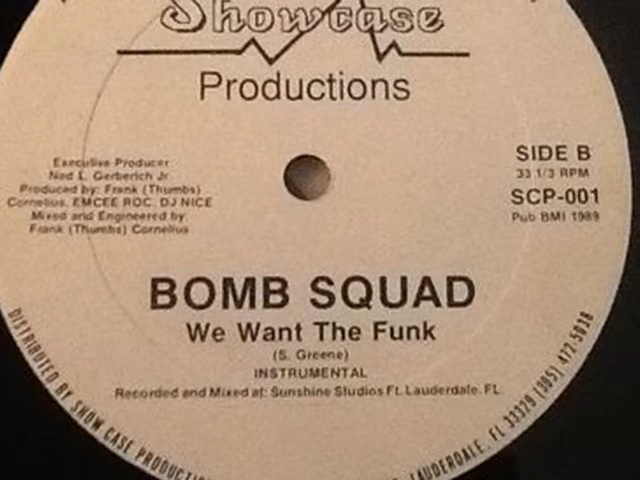 Showcase
Productions
Executive Producer
Ned L. Gerberich Jr.
Produced by: Frank (Thumbs)
Cornelius, EMCEE ROC, DJ NICE
Mixed and Engineered by:
Frank (Thumbs) Cornelius
SIDE B
33 1/3 RPM
SCP-001
Pub BMI 1989
BOMB SQUAD
We Want The Funk
(S. Greene)
INSTRUMENTAL
Recorded and Mixed at: Sunshine Studios Ft. Lauderdale, FL
DISTRIBUTED BY SHOW CASE PRODUCTI
LAUDERDALE, FL 33329 (305) 472-5038